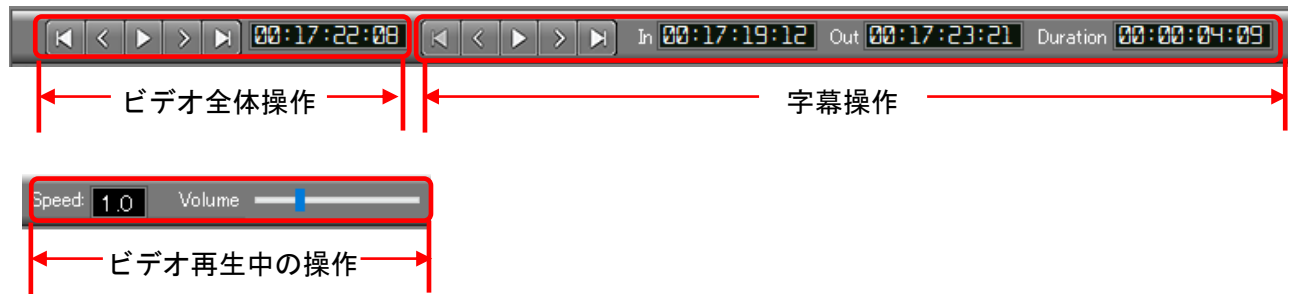 00:17:22:08 In 00:17:19:12 Out 00:17:23:21 Duration 00:00:04:09
ビデオ全体操作 字幕操作
Speed: 1.0 Volume
ビデオ再生中の操作